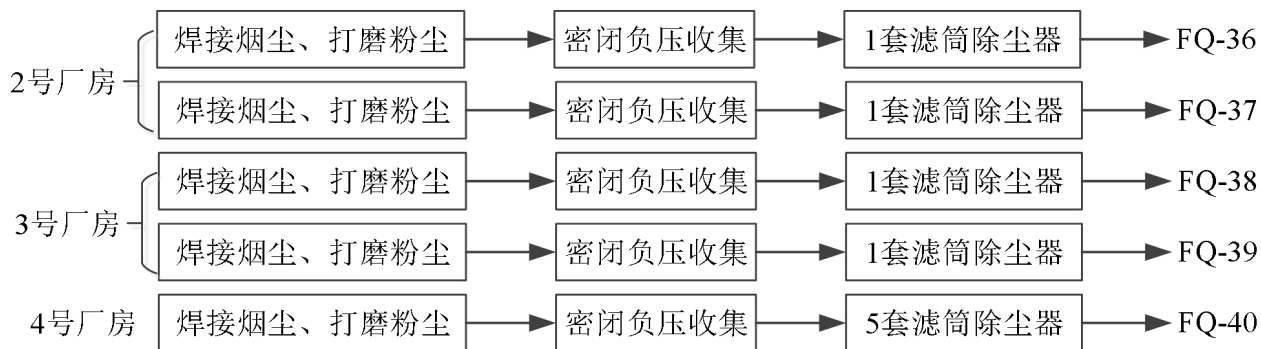 焊接烟尘、打磨粉尘 密闭负压收集 1套滤筒除尘器 FQ-36
2号厂房
焊接烟尘、打磨粉尘 密闭负压收集 1套滤筒除尘器 FQ-37
焊接烟尘、打磨粉尘 密闭负压收集 1套滤筒除尘器 FQ-38
3号厂房
焊接烟尘、打磨粉尘 密闭负压收集 1套滤筒除尘器 FQ-39
4号厂房 焊接烟尘、打磨粉尘 密闭负压收集 5套滤筒除尘器 FQ-40